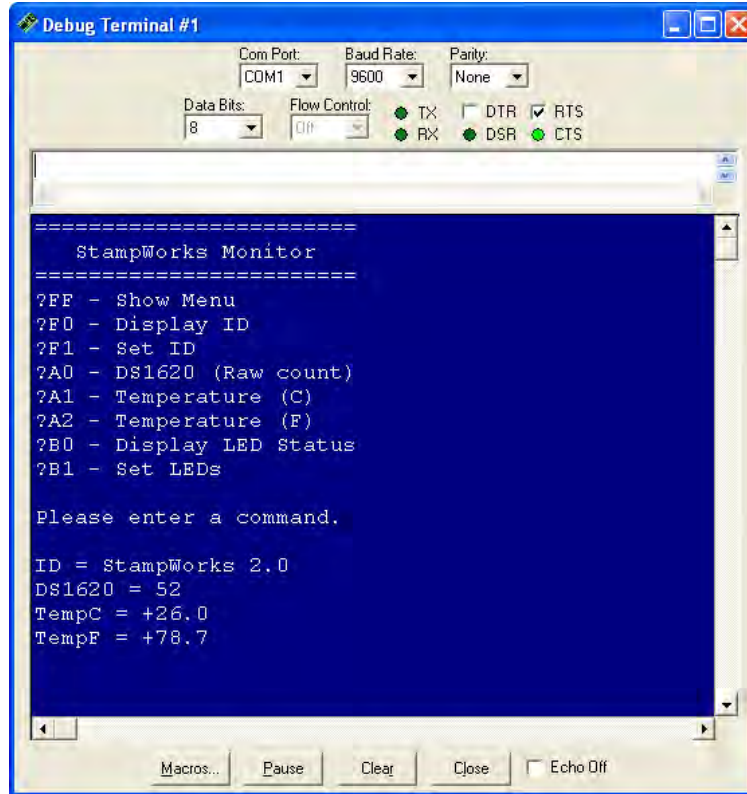 Debug Terminal #1
Com Port: Baud Rate: Parity:
COM1 9600 None
Data Bits: Flow Control: TX DTR RTS
8 Off RX DSR CTS
=========================
StampWorks Monitor
=========================
?FF - Show Menu
?F0 - Display ID
?F1 - Set ID
?A0 - DS1620 (Raw count)
?A1 - Temperature (C)
?A2 - Temperature (F)
?B0 - Display LED Status
?B1 - Set LEDs
Please enter a command.
ID = StampWorks 2.0
DS1620 = 52
TempC = +26.0
TempF = +78.7
Macros... Pause Clear Close Echo Off